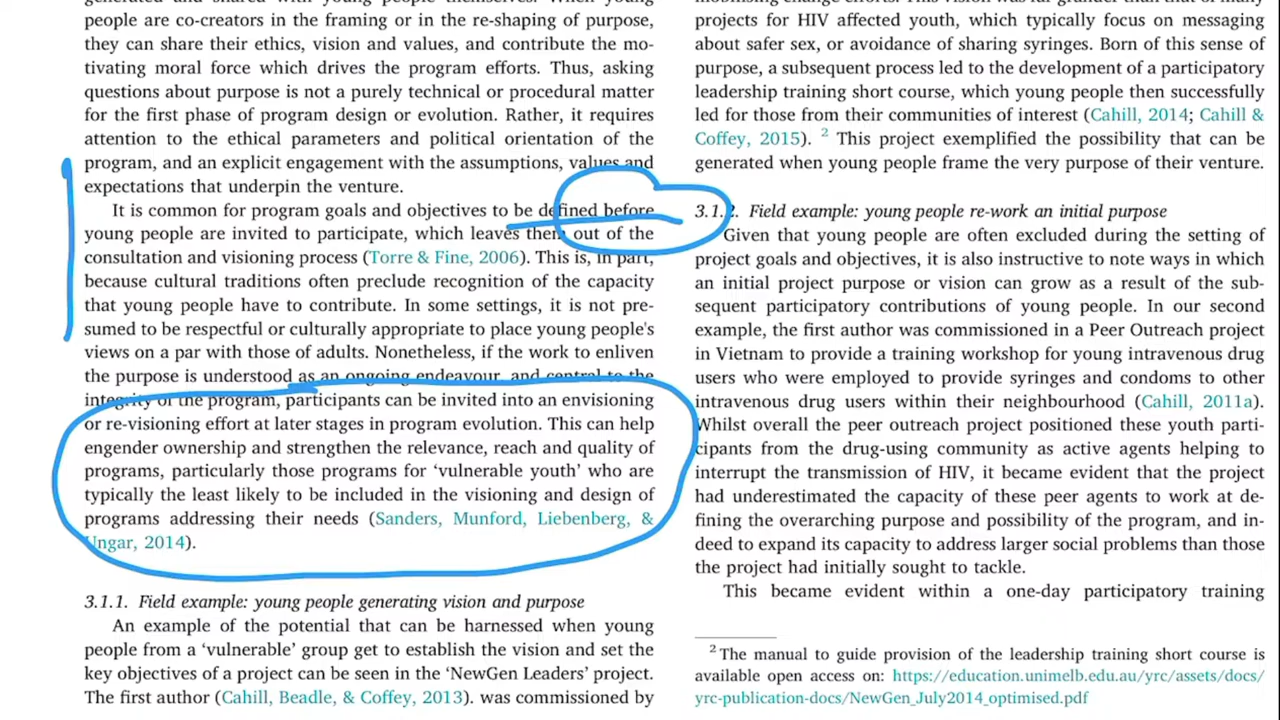 generated and shared with young people themselves. When young
people are co-creators in the framing or in the re-shaping of purpose,
they can share their ethics, vision and values, and contribute the mo-
tivating moral force which drives the program efforts. Thus, asking
questions about purpose is not a purely technical or procedural matter
for the first phase of program design or evolution. Rather, it requires
attention to the ethical parameters and political orientation of the
program, and an explicit engagement with the assumptions, values and
expectations that underpin the venture.
It is common for program goals and objectives to be defined before
young people are invited to participate, which leaves them out of the
consultation and visioning process (Torre & Fine, 2006). This is, in part,
because cultural traditions often preclude recognition of the capacity
that young people have to contribute. In some settings, it is not pre-
sumed to be respectful or culturally appropriate to place young people's
views on a par with those of adults. Nonetheless, if the work to enliven
the purpose is understood as an ongoing endeavour, and central to the
integrity of the program, participants can be invited into an envisioning
or re-visioning effort at later stages in program evolution. This can help
engender ownership and strengthen the relevance, reach and quality of
programs, particularly those programs for ‘vulnerable youth’ who are
typically the least likely to be included in the visioning and design of
programs addressing their needs (Sanders, Munford, Liebenberg, &
Ungar, 2014).
3.1.1. Field example: young people generating vision and purpose
An example of the potential that can be harnessed when young
people from a ‘vulnerable’ group get to establish the vision and set the
key objectives of a project can be seen in the ‘NewGen Leaders’ project.
The first author (Cahill, Beadle, & Coffey, 2013). was commissioned by
projects for HIV affected youth, which typically focus on messaging
about safer sex, or avoidance of sharing syringes. Born of this sense of
purpose, a subsequent process led to the development of a participatory
leadership training short course, which young people then successfully
led for those from their communities of interest (Cahill, 2014; Cahill &
Coffey, 2015). 2 This project exemplified the possibility that can be
generated when young people frame the very purpose of their venture.
3.1.2. Field example: young people re-work an initial purpose
Given that young people are often excluded during the setting of
project goals and objectives, it is also instructive to note ways in which
an initial project purpose or vision can grow as a result of the sub-
sequent participatory contributions of young people. In our second
example, the first author was commissioned in a Peer Outreach project
in Vietnam to provide a training workshop for young intravenous drug
users who were employed to provide syringes and condoms to other
intravenous drug users within their neighbourhood (Cahill, 2011a).
Whilst overall the peer outreach project positioned these youth parti-
cipants from the drug-using community as active agents helping to
interrupt the transmission of HIV, it became evident that the project
had underestimated the capacity of these peer agents to work at de-
fining the overarching purpose and possibility of the program, and in-
deed to expand its capacity to address larger social problems than those
the project had initially sought to tackle.
This became evident within a one-day participatory training
2 The manual to guide provision of the leadership training short course is
available open access on: https://education.unimelb.edu.au/yrc/assets/docs/
yrc-publication-docs/NewGen_July2014_optimised.pdf